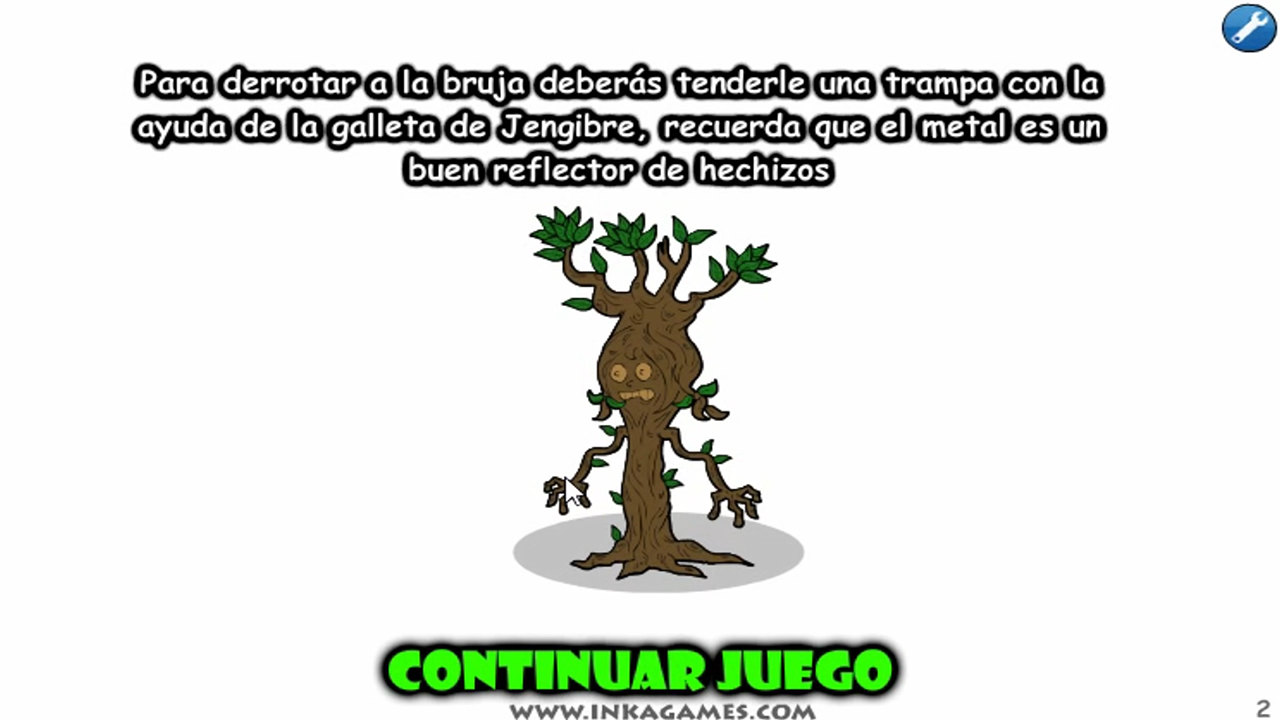 Para derrotar a la bruja deberás tenderle una trampa con la
ayuda de la galleta de Jengibre, recuerda que el metal es un
buen reflector de hechizos
CONTINUAR JUEGO
WWW.INKAGAMES.COM
2